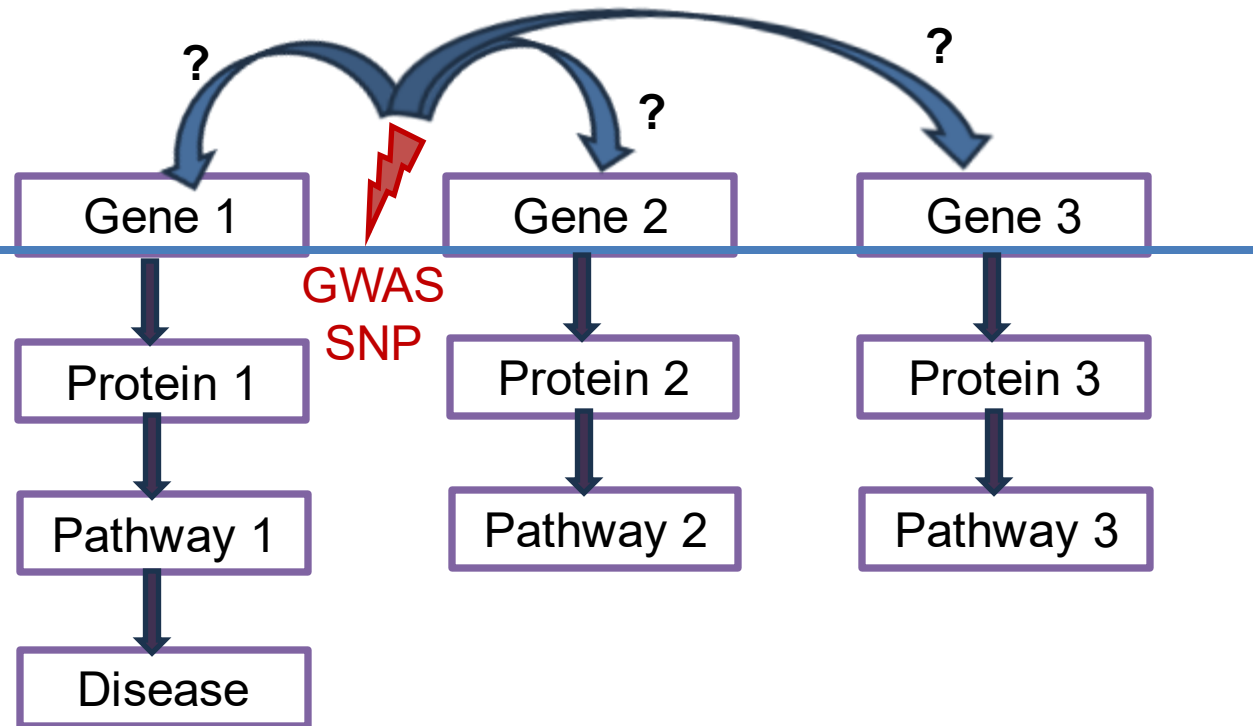 ?
?
?
Gene 1
Gene 2
Gene 3
GWAS
SNP
Protein 1
Protein 2
Protein 3
Pathway 1
Pathway 2
Pathway 3
Disease